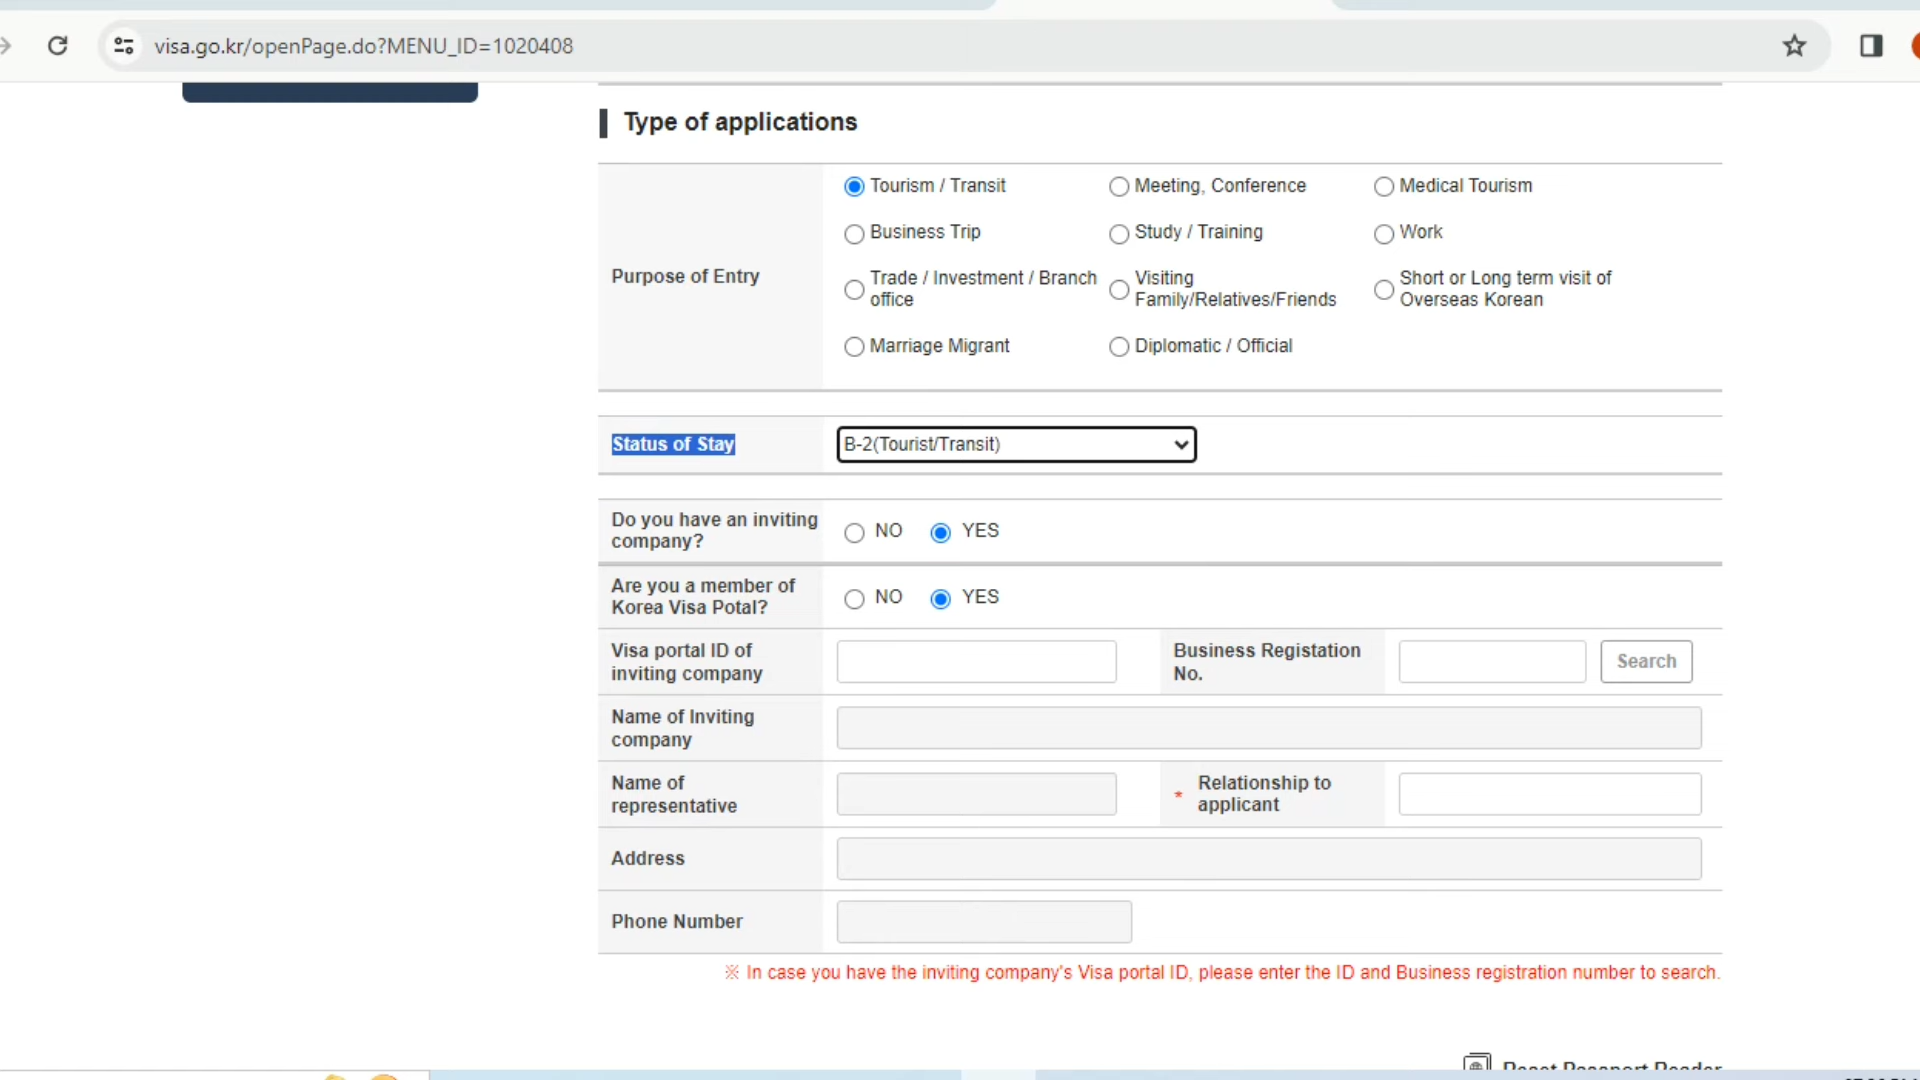 visa.go.kr/openPage.do?MENU_ID=1020408
Type of applications
Purpose of Entry
Tourism / Transit
Meeting, Conference
Medical Tourism
Business Trip
Study / Training
Work
Trade / Investment / Branch
office
Visiting
Family/Relatives/Friends
Short or Long term visit of
Overseas Korean
Marriage Migrant
Diplomatic / Official
Status of Stay
B-2(Tourist/Transit)
Do you have an inviting
company?
NO
YES
Are you a member of
Korea Visa Potal?
NO
YES
Visa portal ID of
inviting company
Business Registation
No.
Search
Name of Inviting
company
Name of
representative
* Relationship to
applicant
Address
Phone Number
※ In case you have the inviting company's Visa portal ID, please enter the ID and Business registration number to search.
Reset Passport Reader